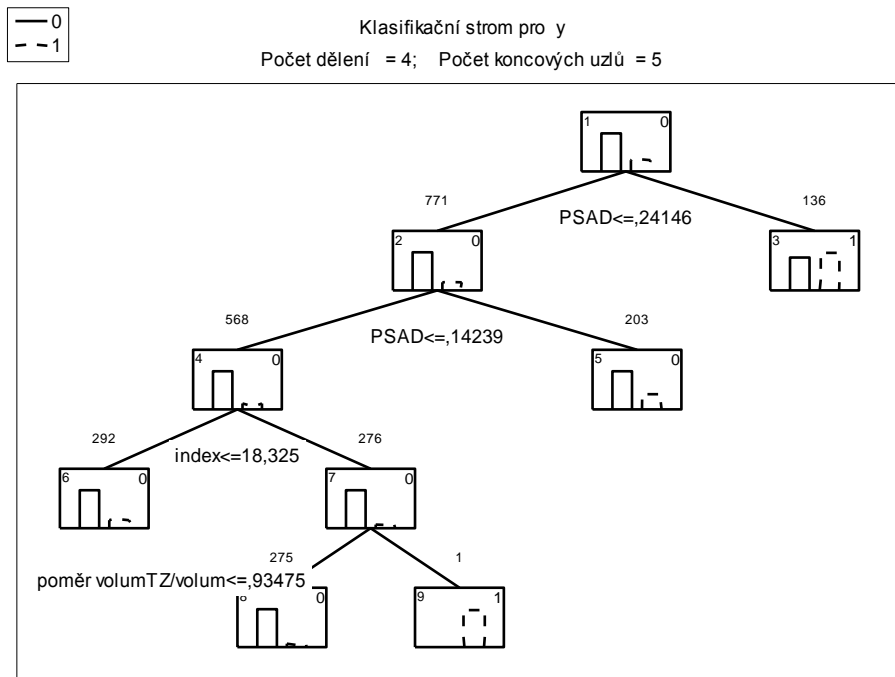 0
1
Klasifikační strom pro y
Počet dělení = 4; Počet koncových uzlů = 5
1 0
771 136
PSAD<=,24146
2 0
3 1
568 203
PSAD<=,14239
4 0
5 0
292 276
index<=18,325
6 0
7 0
275 1
poměr volumTZ/volum<=,93475
8 0
9 1